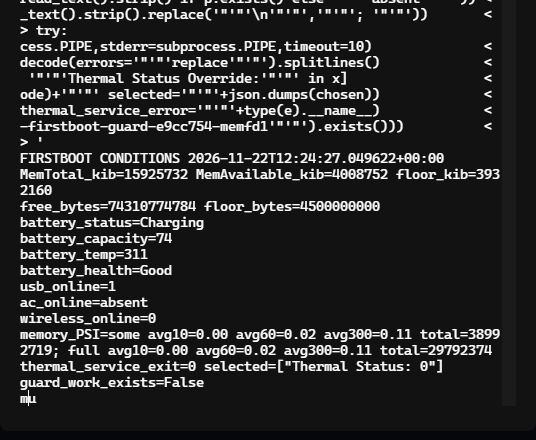 _text().strip().replace('"'"'\n'"'"','"'"'; '"'"')) <
> try:
cess.PIPE,stderr=subprocess.PIPE,timeout=10) <
decode(errors='"'"'replace'"'"').splitlines() <
'"'"'Thermal Status Override:'"'"' in x] <
ode)+'"'"' selected='"'"'+json.dumps(chosen)) <
thermal_service_error='"'"'+type(e).__name__) <
-firstboot-guard-e9cc754-memfd1'"'"').exists())) <
> '
FIRSTBOOT CONDITIONS 2026-11-22T12:24:27.049622+00:00
MemTotal_kib=15925732 MemAvailable_kib=4008752 floor_kib=393
2160
free_bytes=74310774784 floor_bytes=4500000000
battery_status=Charging
battery_capacity=74
battery_temp=311
battery_health=Good
usb_online=1
ac_online=absent
wireless_online=0
memory_PSI=some avg10=0.00 avg60=0.02 avg300=0.11 total=3899
2719; full avg10=0.00 avg60=0.02 avg300=0.11 total=29792374
thermal_service_exit=0 selected=["Thermal Status: 0"]
guard_work_exists=False
mu